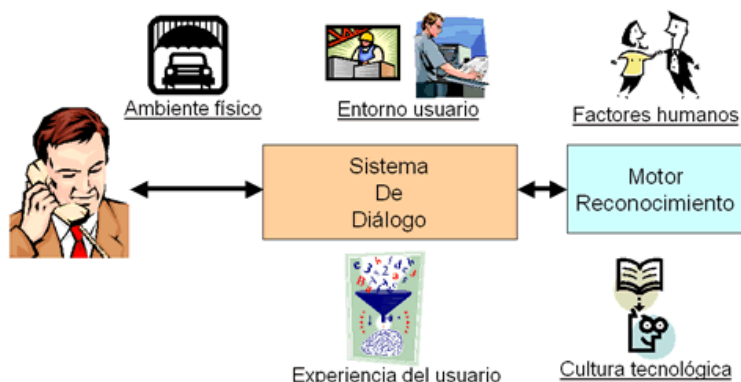 Ambiente físico
Entorno usuario
Factores humanos
Sistema
De
Diálogo
Motor
Reconocimiento
Experiencia del usuario
Cultura tecnológica